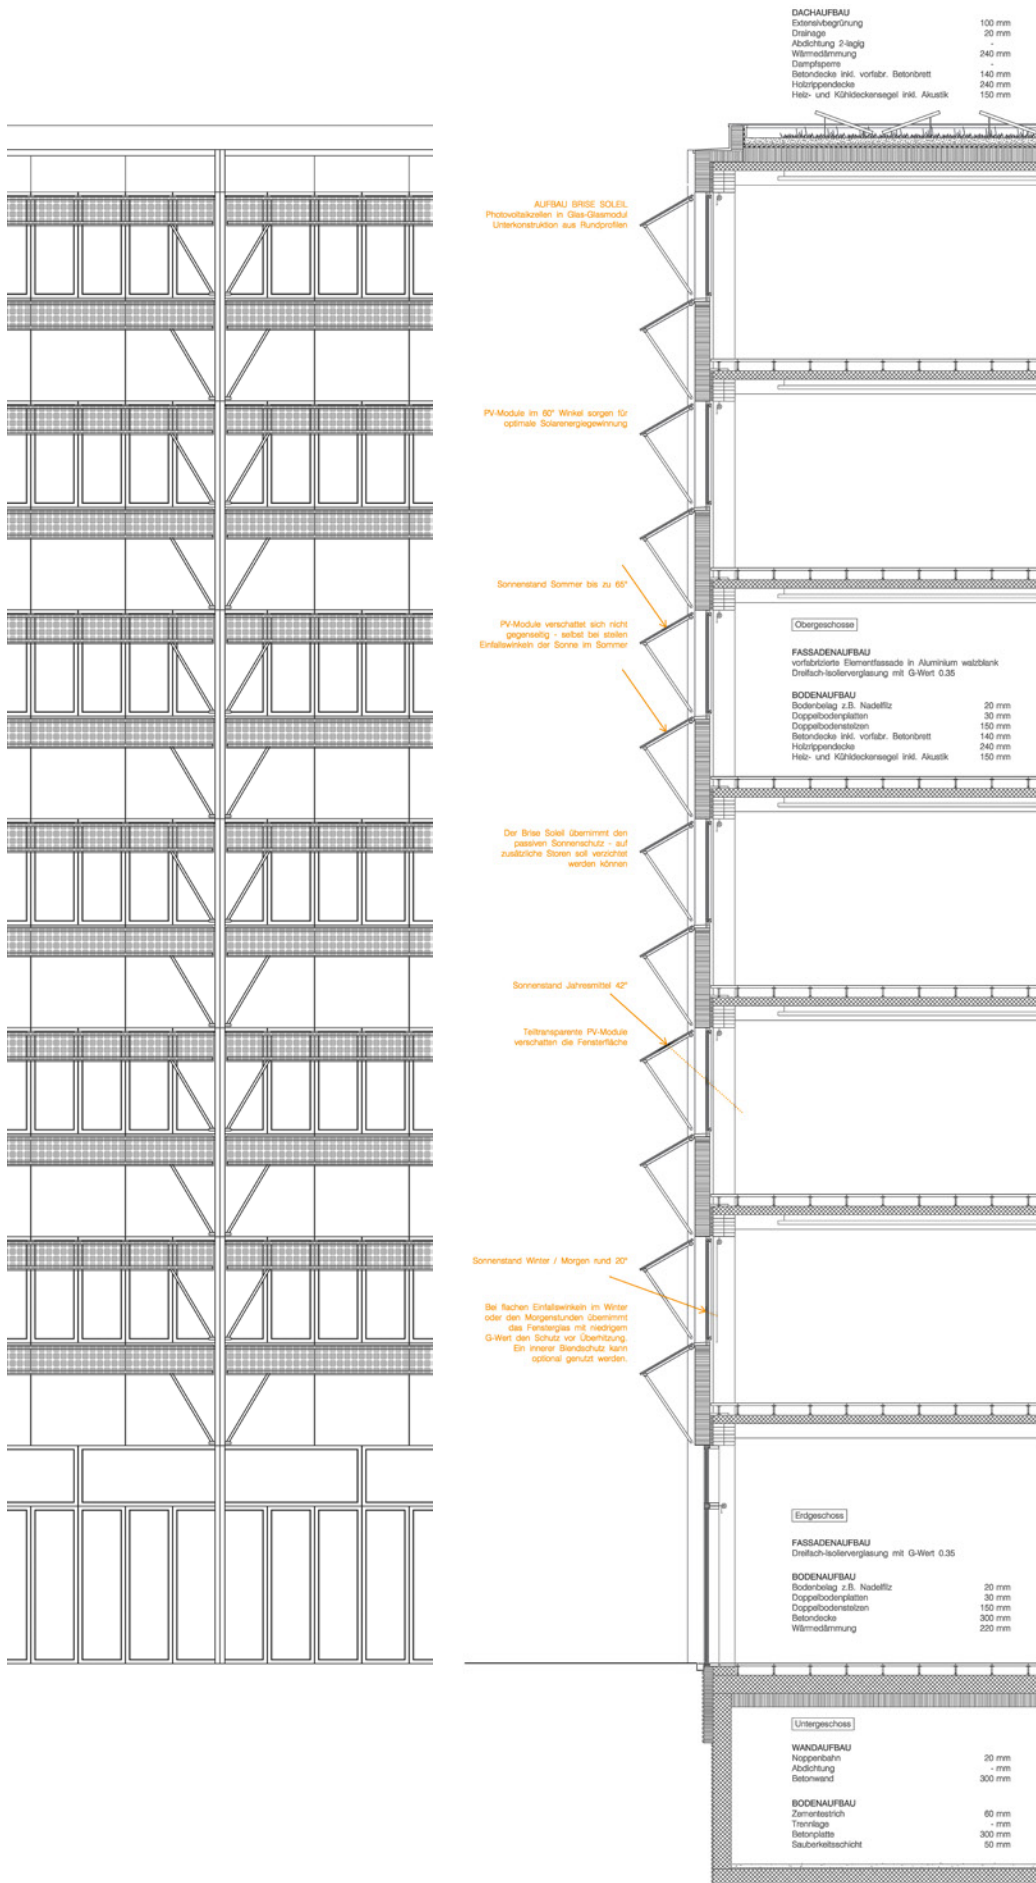 DACHAUFBAU
Extensivbegrünung 100 mm
Drainage 20 mm
Abdichtung 2-lagig -
Wärmedämmung 240 mm
Dampfsperre -
Betondecke inkl. vorfabr. Betonbrett 140 mm
Holzrippendecke 240 mm
Heiz- und Kühldeckensegel inkl. Akustik 150 mm
AUFBAU BRISE SOLEIL
Photovoltaikzellen in Glas-Glasmodul
Unterkonstruktion aus Rundprofilen
PV-Module im 60° Winkel sorgen für
optimale Solarenergiegewinnung
Sonnenstand Sommer bis zu 65°
PV-Module verschattet sich nicht
gegenseitig - selbst bei steilen
Einfallswinkeln der Sonne im Sommer
Obergeschosse
FASSADENAUFBAU
vorfabrizierte Elementfassade in Aluminium walzblank
Dreifach-Isolierverglasung mit G-Wert 0.35
BODENAUFBAU
Bodenbelag z.B. Nadelfilz 20 mm
Doppelbodenplatten 30 mm
Doppelbodenstelzen 150 mm
Betondecke inkl. vorfabr. Betonbrett 140 mm
Holzrippendecke 240 mm
Heiz- und Kühldeckensegel inkl. Akustik 150 mm
Der Brise Soleil übernimmt den
passiven Sonnenschutz - auf
zusätzliche Storen soll verzichtet
werden können
Sonnenstand Jahresmittel 42°
Teiltransparente PV-Module
verschatten die Fensterfläche
Sonnenstand Winter / Morgen rund 20°
Bei flachen Einfallswinkeln im Winter
oder den Morgenstunden übernimmt
das Fensterglas mit niedrigem
G-Wert den Schutz vor Überhitzung.
Ein innerer Blendschutz kann
optional genutzt werden.
Erdgeschoss
FASSADENAUFBAU
Dreifach-Isolierverglasung mit G-Wert 0.35
BODENAUFBAU
Bodenbelag z.B. Nadelfilz 20 mm
Doppelbodenplatten 30 mm
Doppelbodenstelzen 150 mm
Betondecke 300 mm
Wärmedämmung 220 mm
Untergeschoss
WANDAUFBAU
Noppenbahn 20 mm
Abdichtung - mm
Betonwand 300 mm
BODENAUFBAU
Zementestrich 60 mm
Trennlage - mm
Betonplatte 300 mm
Sauberkeitsschicht 50 mm